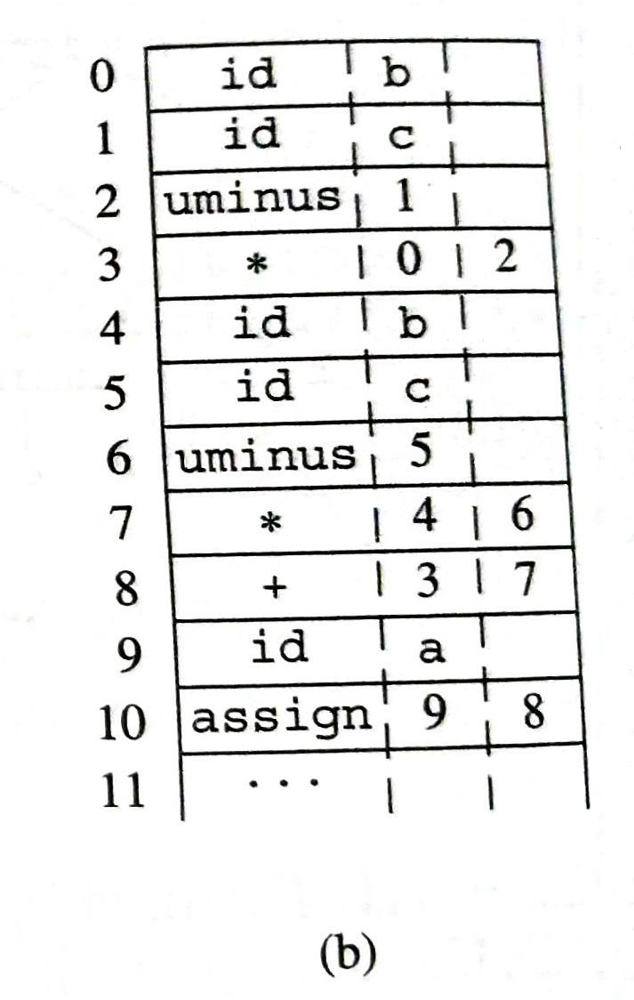 0 id b
1 id c
2 uminus 1
3 * 0 2
4 id b
5 id c
6 uminus 5
7 * 4 6
8 + 3 7
9 id a
10 assign 9 8
11 ...
(b)